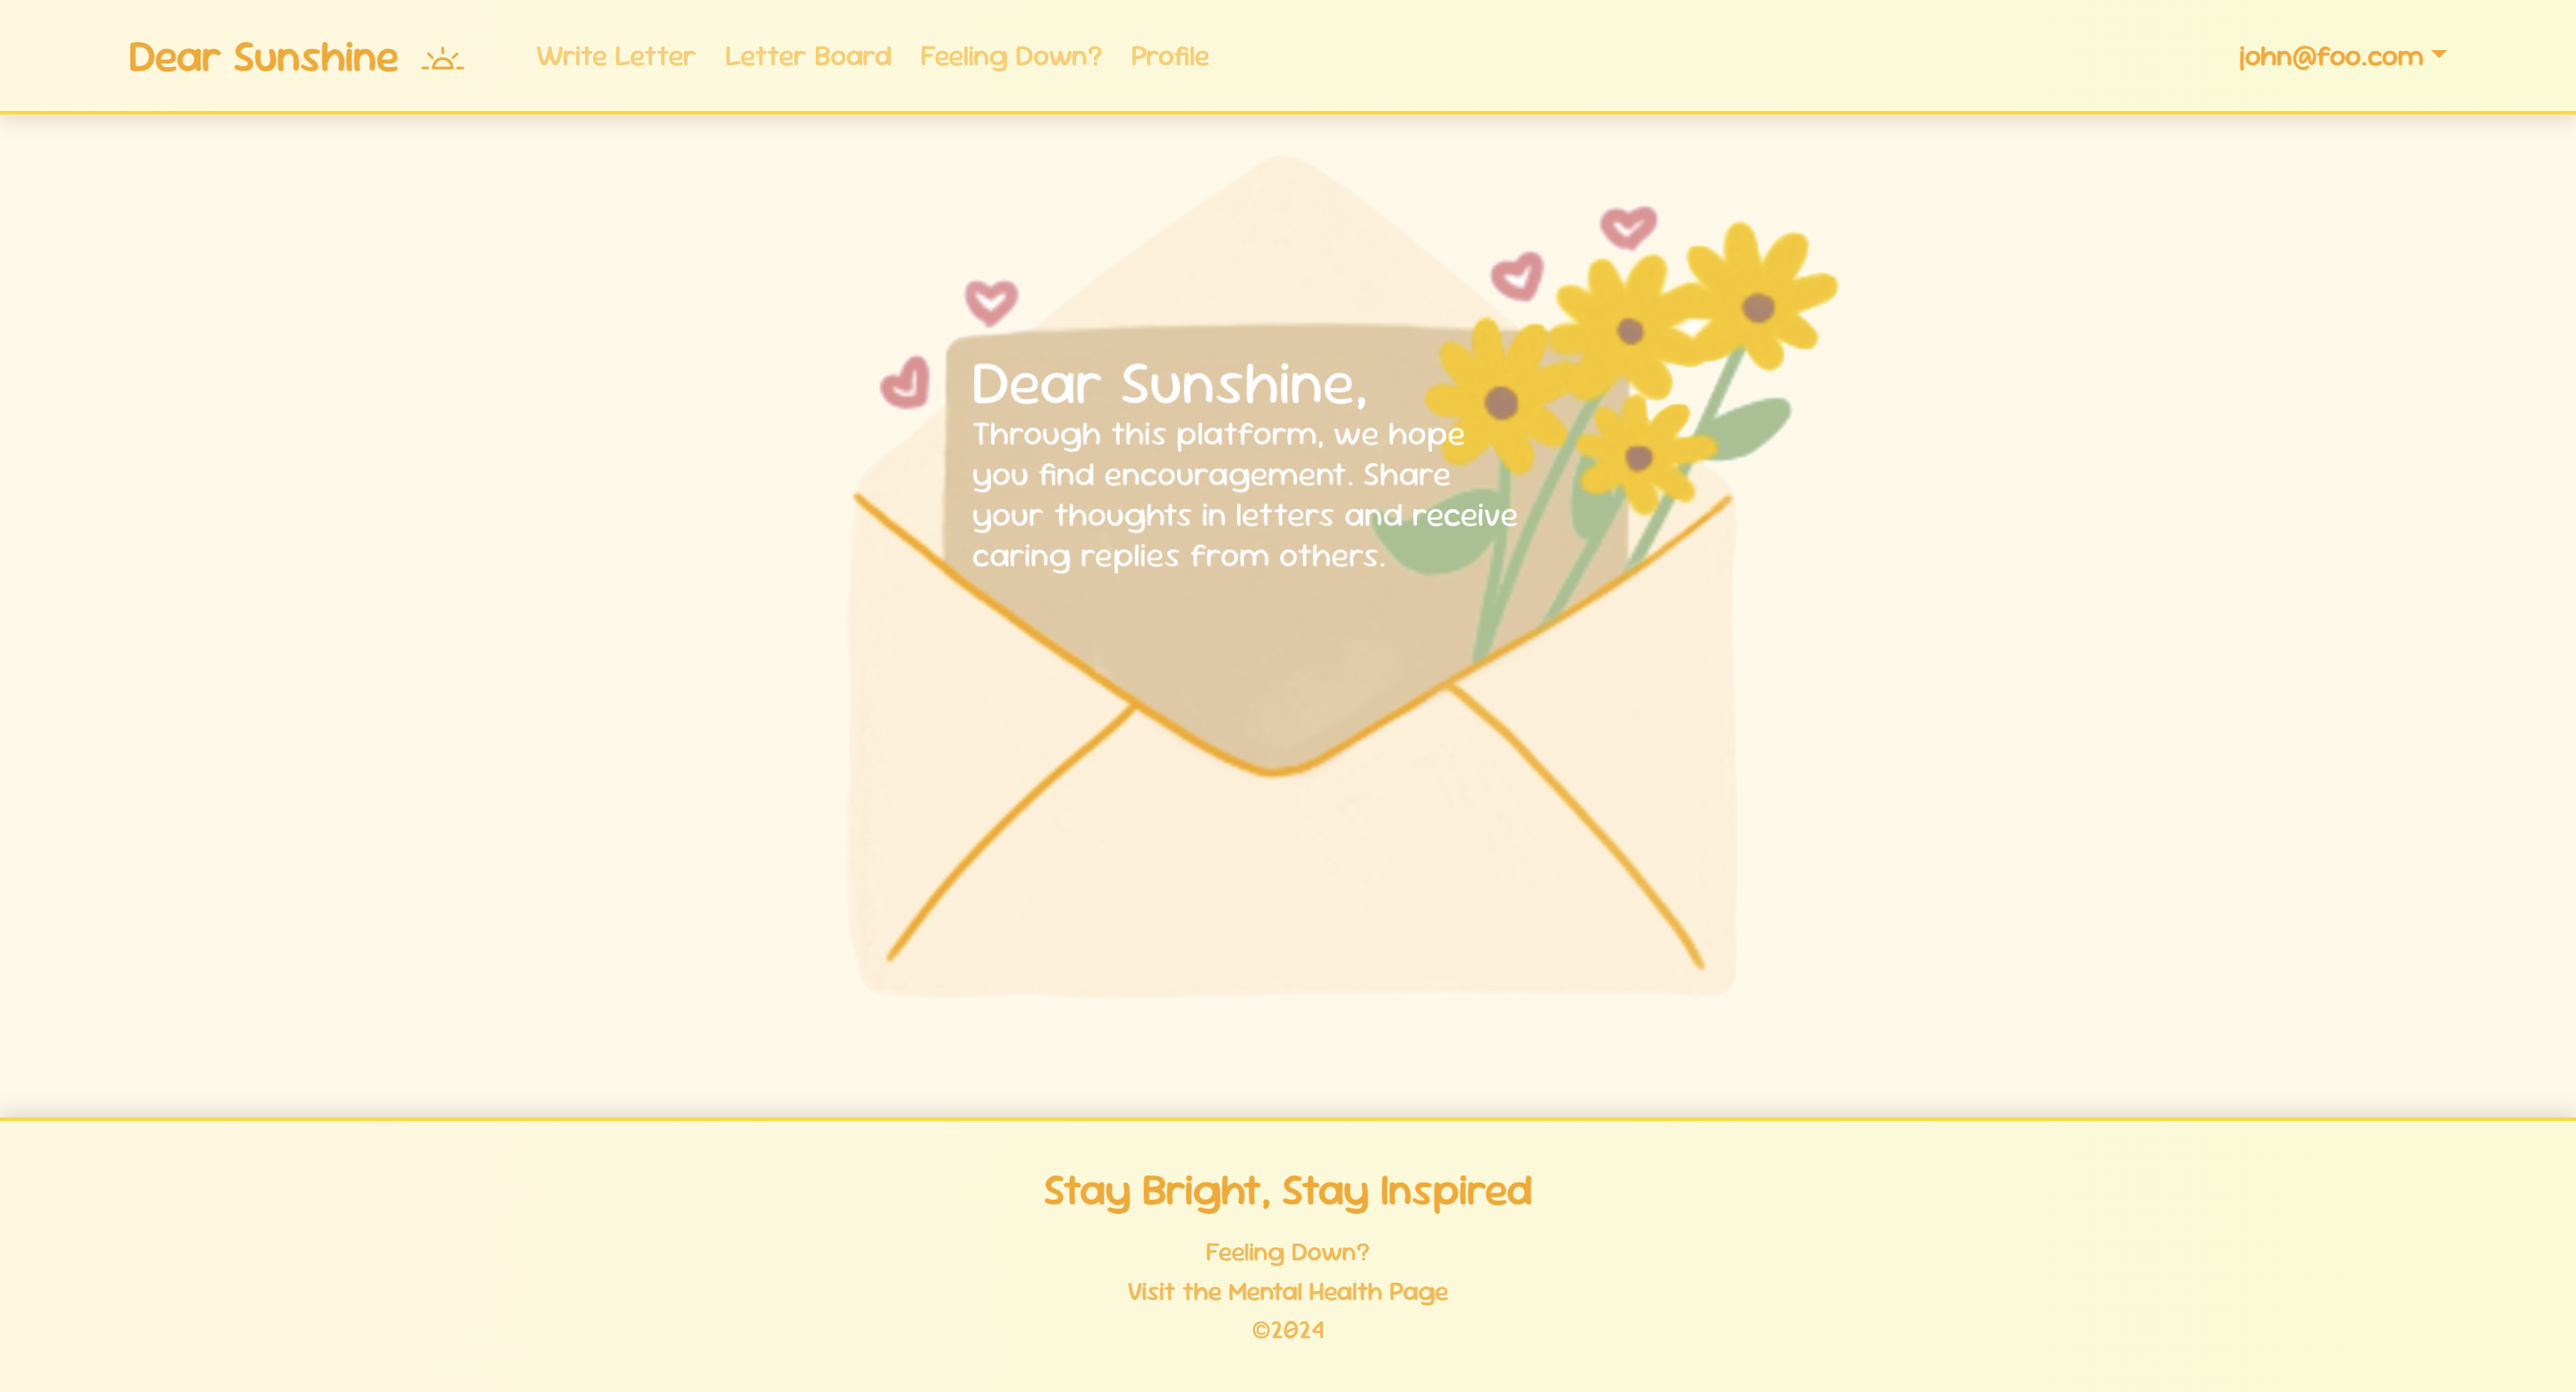 Dear Sunshine
Write Letter
Letter Board
Feeling Down?
Profile
john@foo.com
Dear Sunshine,
Through this platform, we hope
you find encouragement. Share
your thoughts in letters and receive
caring replies from others.
Stay Bright, Stay Inspired
Feeling Down?
Visit the Mental Health Page
©2024